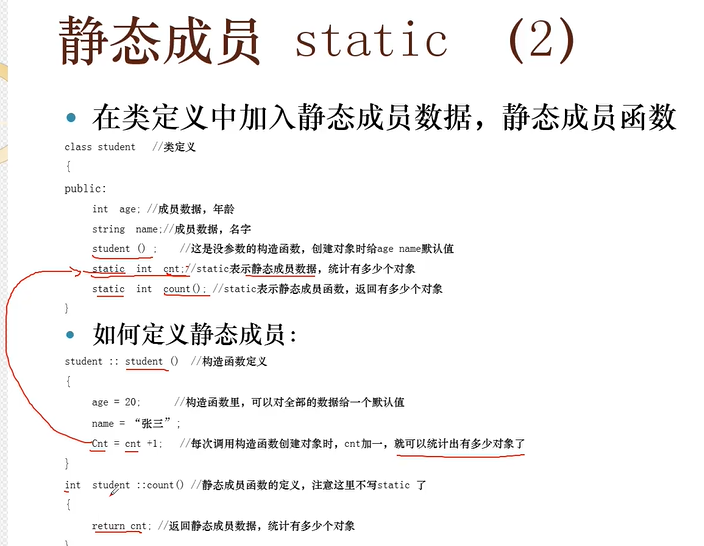 静态成员 static （2）
• 在类定义中加入静态成员数据，静态成员函数
class student   //类定义
{
public:
int  age; //成员数据，年龄
string  name;//成员数据，名字
student () ;    //这是没参数的构造函数，创建对象时给age name默认值
static  int  cnt;//static表示静态成员数据，统计有多少个对象
static  int  count(); //static表示静态成员函数，返回有多少个对象
}
• 如何定义静态成员：
student :: student ()  //构造函数定义
{
age = 20;      //构造函数里，可以对全部的数据给一个默认值
name = “张三”;
Cnt = cnt +1;   //每次调用构造函数创建对象时，cnt加一，就可以统计出有多少对象了
}
int  student ::count() //静态成员函数的定义，注意这里不写static 了
{
return cnt; //返回静态成员数据，统计有多少个对象
}